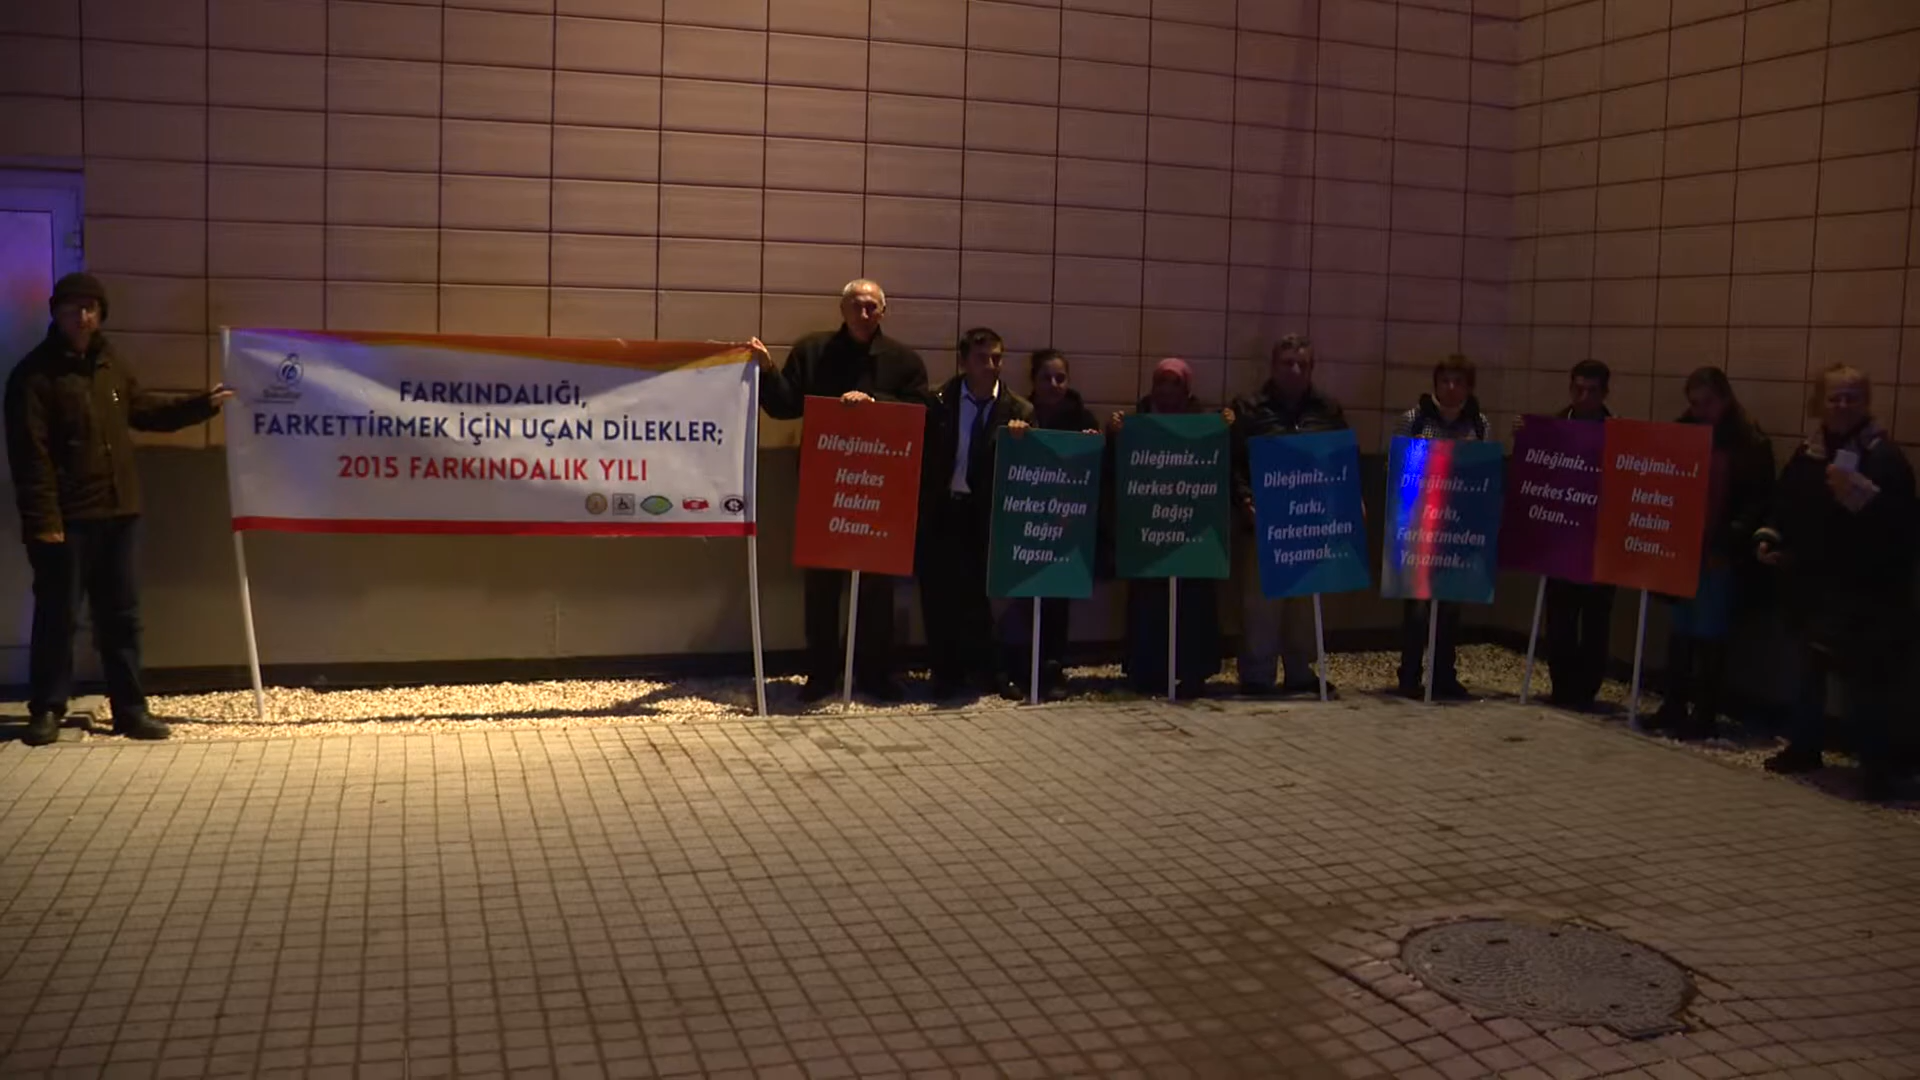 FARKINDALIĞI,
FARKETTİRMEK İÇİN UÇAN DİLEKLER;
2015 FARKINDALIK YILI
Dileğimiz...!
Herkes
Hakim
Olsun...
Dileğimiz...!
Herkes Organ
Bağışı
Yapsın...
Dileğimiz...!
Herkes Organ
Bağışı
Yapsın...
Dileğimiz...!
Farkı,
Farketmeden
Yaşamak...
Dileğimiz...!
Farkı,
Farketmeden
Yaşamak...
Dileğimiz...
Herkes Savcı
Olsun...
Dileğimiz...!
Herkes
Hakim
Olsun...